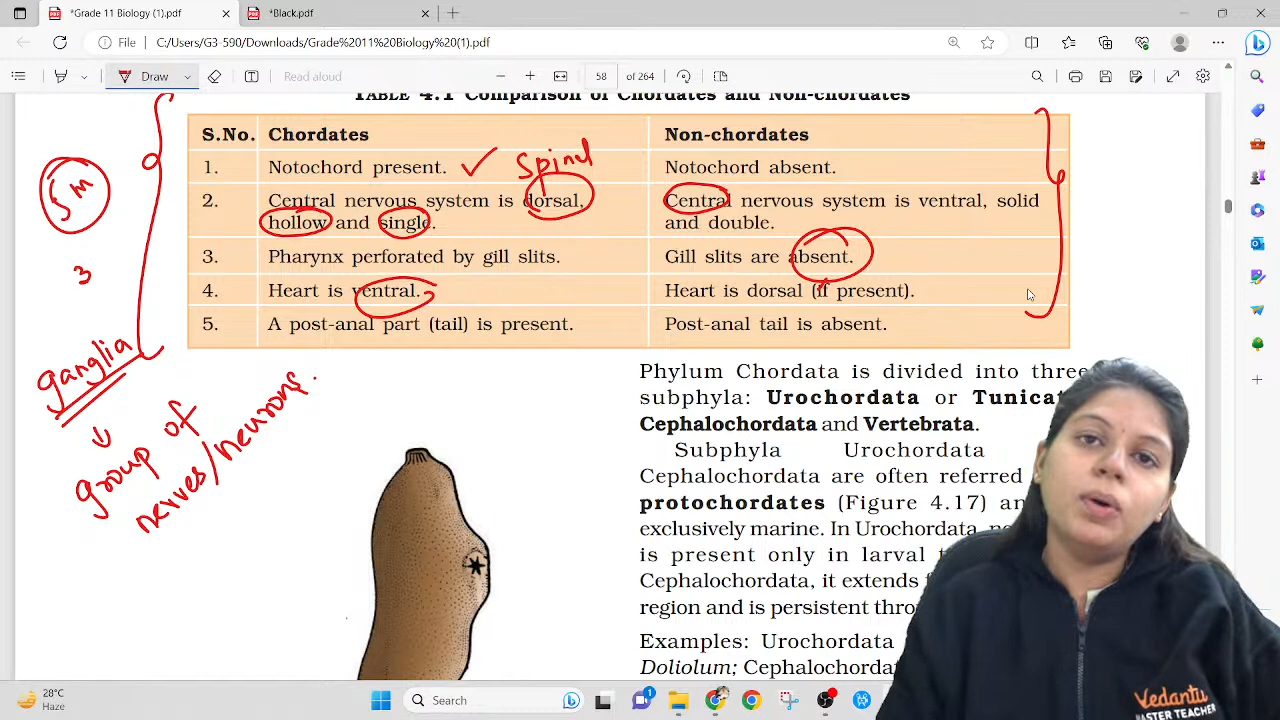 *Grade 11 Biology (1).pdf
*Black.pdf
File
C:/Users/G3-590/Downloads/Grade%2011%20Biology%20(1).pdf
Draw
Read aloud
58
of 264
TABLE 4.1 Comparison of Chordates and Non-chordates
S.No. Chordates Non-chordates
1. Notochord present. Notochord absent.
Spinal
2. Central nervous system is dorsal, Central nervous system is ventral, solid
hollow and single. and double.
3. Pharynx perforated by gill slits. Gill slits are absent.
4. Heart is ventral. Heart is dorsal (if present).
5. A post-anal part (tail) is present. Post-anal tail is absent.
5 M
3
ganglia
group of
nerves/neurons.
Phylum Chordata is divided into three
subphyla: Urochordata or
Cephalochordata and Vertebrata.
Subphyla Urochordata
Cephalochordata are often referred
protochordates (Figure 4.17)
exclusively marine. In Urochordata,
is present only in larval
Cephalochordata, it extends
region and is persistent
Examples: Urochordata
Doliolum;
28°C
Haze
Search
1
Vedantu
MASTER TEACHER